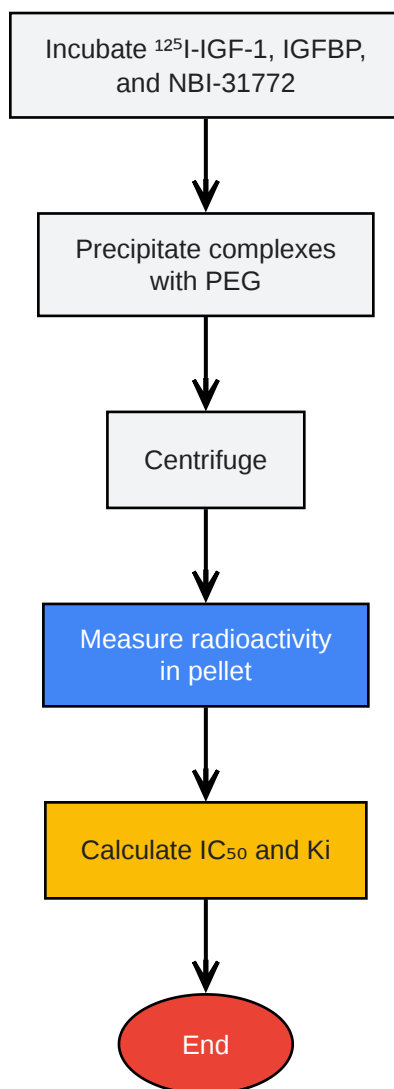 Incubate ¹²⁵I-IGF-1, IGFBP,
and NBI-31772
Precipitate complexes
with PEG
Centrifuge
Measure radioactivity
in pellet
Calculate IC₅₀ and Ki
End